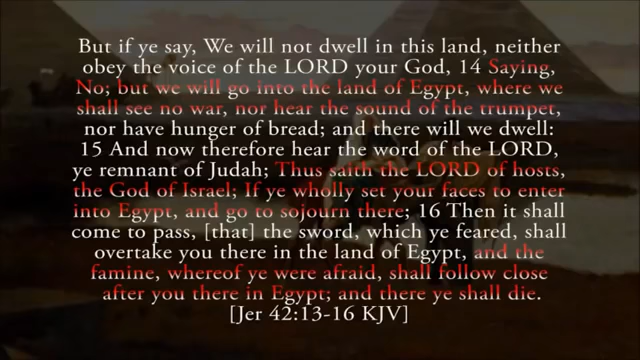 But if ye say, We will not dwell in this land, neither
obey the voice of the LORD your God, 14 Saying,
No; but we will go into the land of Egypt, where we
shall see no war, nor hear the sound of the trumpet,
nor have hunger of bread; and there will we dwell:
15 And now therefore hear the word of the LORD,
ye remnant of Judah; Thus saith the LORD of hosts,
the God of Israel; If ye wholly set your faces to enter
into Egypt, and go to sojourn there; 16 Then it shall
come to pass, [that] the sword, which ye feared, shall
overtake you there in the land of Egypt, and the
famine, whereof ye were afraid, shall follow close
after you there in Egypt; and there ye shall die.
[Jer 42:13-16 KJV]